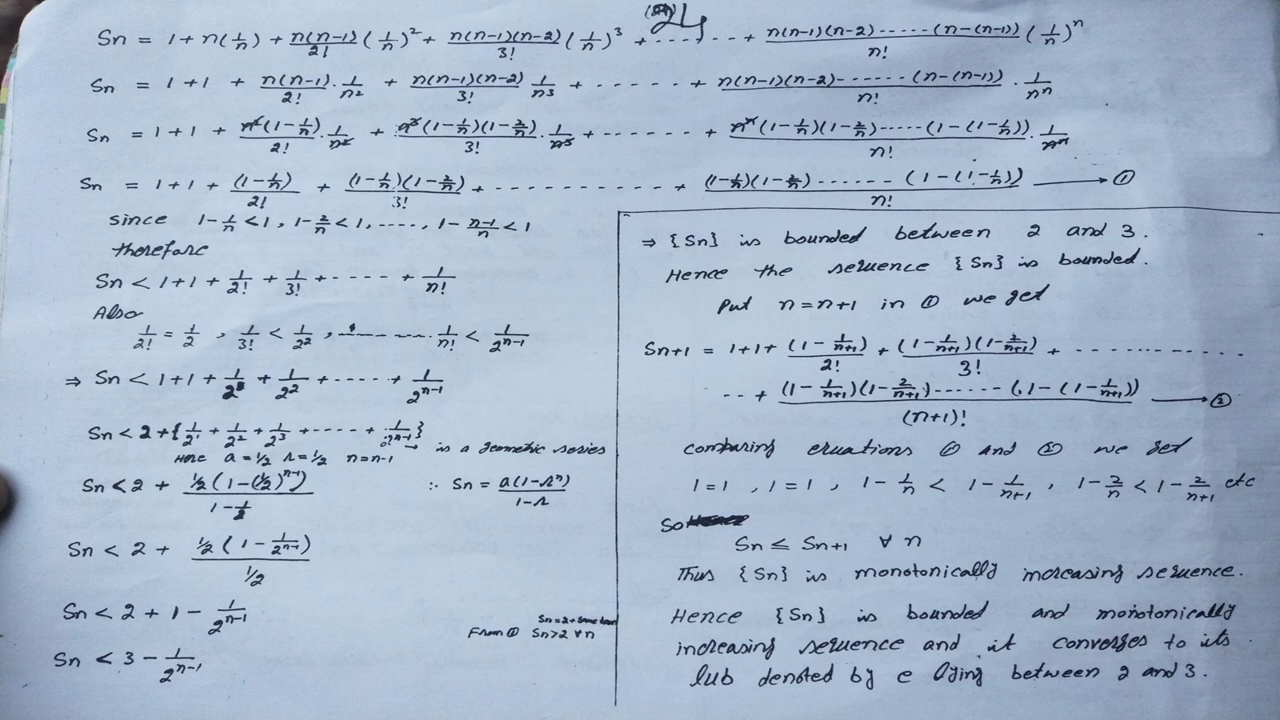 24
Sn = 1 + n(1/n) + n(n-1)/2! (1/n)² + n(n-1)(n-2)/3! (1/n)³ + ....... + n(n-1)(n-2).....(n-(n-1))/n! (1/n)ⁿ
Sn = 1 + 1 + n(n-1)/2! · 1/n² + n(n-1)(n-2)/3! 1/n³ + ...... + n(n-1)(n-2)......(n-(n-1))/n! · 1/nⁿ
Sn = 1 + 1 + n²(1-1/n)/2! · 1/n² + n³(1-1/n)(1-2/n)/3! · 1/n³ + ...... + nⁿ(1-1/n)(1-2/n).....(1-(1-1/n))/n! · 1/nⁿ
Sn = 1 + 1 + (1-1/n)/2! + (1-1/n)(1-2/n)/3! + ........... + (1-1/n)(1-2/n)......(1-(1-1/n))/n! → ①
since 1-1/n < 1, 1-2/n < 1, ....., 1-(n-1)/n < 1
therefore
Sn < 1 + 1 + 1/2! + 1/3! + ..... + 1/n!
Also
1/2! = 1/2 , 1/3! < 1/2² , ......... 1/n! < 1/2ⁿ⁻¹
⇒ Sn < 1 + 1 + 1/2 + 1/2² + ..... + 1/2ⁿ⁻¹
Sn < 2 + {1/2¹ + 1/2² + 1/2³ + ..... + 1/2ⁿ⁻¹}
Here a = 1/2 r = 1/2 n = n-1 is a geometric series
Sn < 2 + 1/2(1-(1/2)ⁿ⁻¹)/(1-1/2) ∵ Sn = a(1-rⁿ)/(1-r)
Sn < 2 + 1/2(1 - 1/2ⁿ⁻¹)/(1/2)
Sn < 2 + 1 - 1/2ⁿ⁻¹
Sn < 3 - 1/2ⁿ⁻¹
From ① Sn>2 ∀ n
⇒ {Sn} is bounded between 2 and 3.
Hence the seruence {Sn} is bounded.
Put n = n+1 in ① we get
Sn+1 = 1+1+ (1-1/(n+1))/2! + (1-1/(n+1))(1-2/(n+1))/3! + ............
.. + (1-1/(n+1))(1-2/(n+1))......(1-(1-1/(n+1)))/(n+1)! → ②
comparing eruations ① and ② we get
1=1 , 1=1 , 1-1/n < 1-1/(n+1) , 1-2/n < 1-2/(n+1) etc
So
Sn ≤ Sn+1 ∀ n
Thus {Sn} is monotonically increasing seruence.
Hence {Sn} is bounded and monotonically
increasing seruence and it converges to its
lub denoted by e lying between 2 and 3.